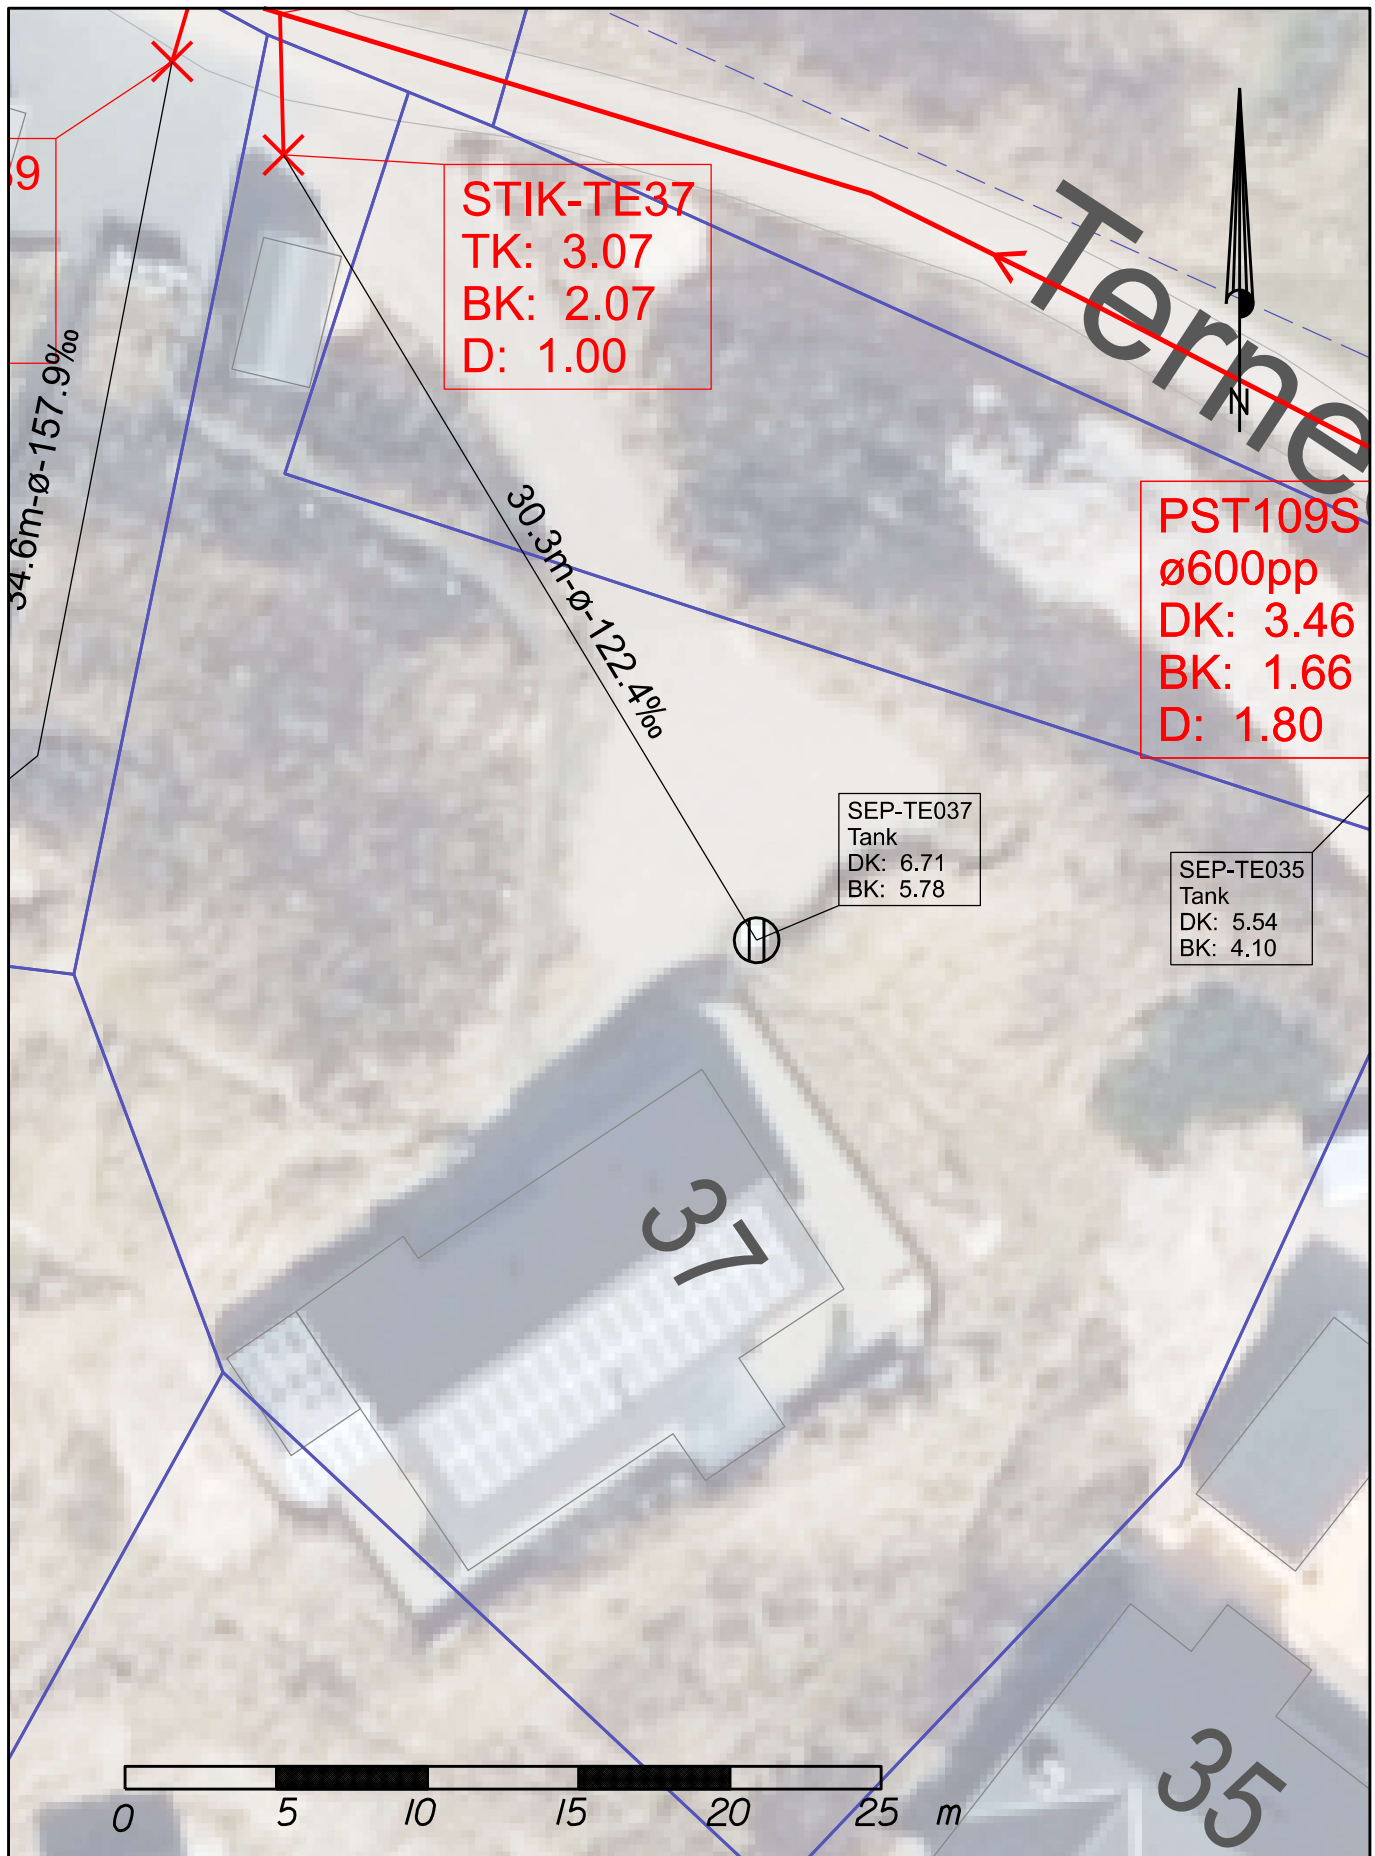 STIK-TE37
TK: 3.07
BK: 2.07
D: 1.00
N
PST109S
ø600pp
DK: 3.46
BK: 1.66
D: 1.80
34.6m-ø-157.9‰
30.3m-ø-122.4‰
SEP-TE037
Tank
DK: 6.71
BK: 5.78
SEP-TE035
Tank
DK: 5.54
BK: 4.10
37
35
0 5 10 15 20 25 m